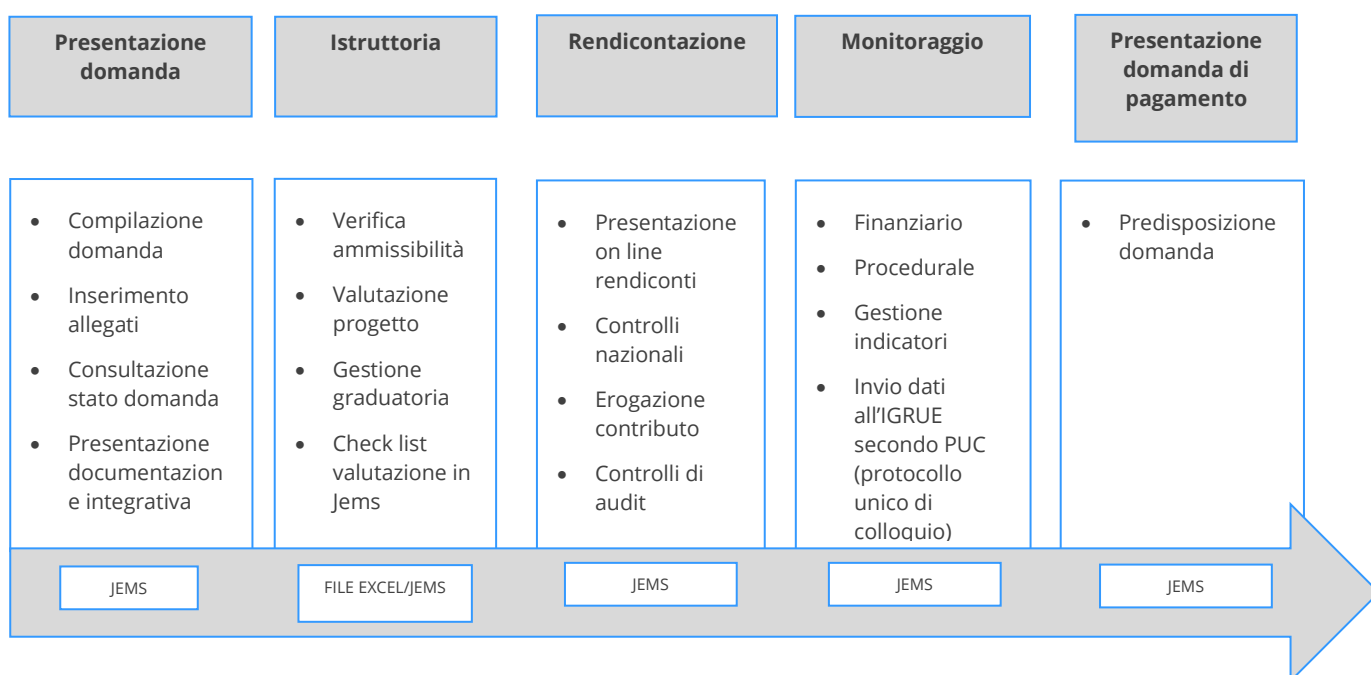 Presentazione
domanda
Istruttoria
Rendicontazione
Monitoraggio
Presentazione
domanda di
pagamento
• Compilazione
domanda
• Inserimento
allegati
• Consultazione
stato domanda
• Presentazione
documentazion
e integrativa
• Verifica
ammissibilità
• Valutazione
progetto
• Gestione
graduatoria
• Check list
valutazione in
Jems
• Presentazione
on line
rendiconti
• Controlli
nazionali
• Erogazione
contributo
• Controlli di
audit
• Finanziario
• Procedurale
• Gestione
indicatori
• Invio dati
all’IGRUE
secondo PUC
(protocollo
unico di
colloquio)
• Predisposizione
domanda
JEMS
FILE EXCEL/JEMS
JEMS
JEMS
JEMS